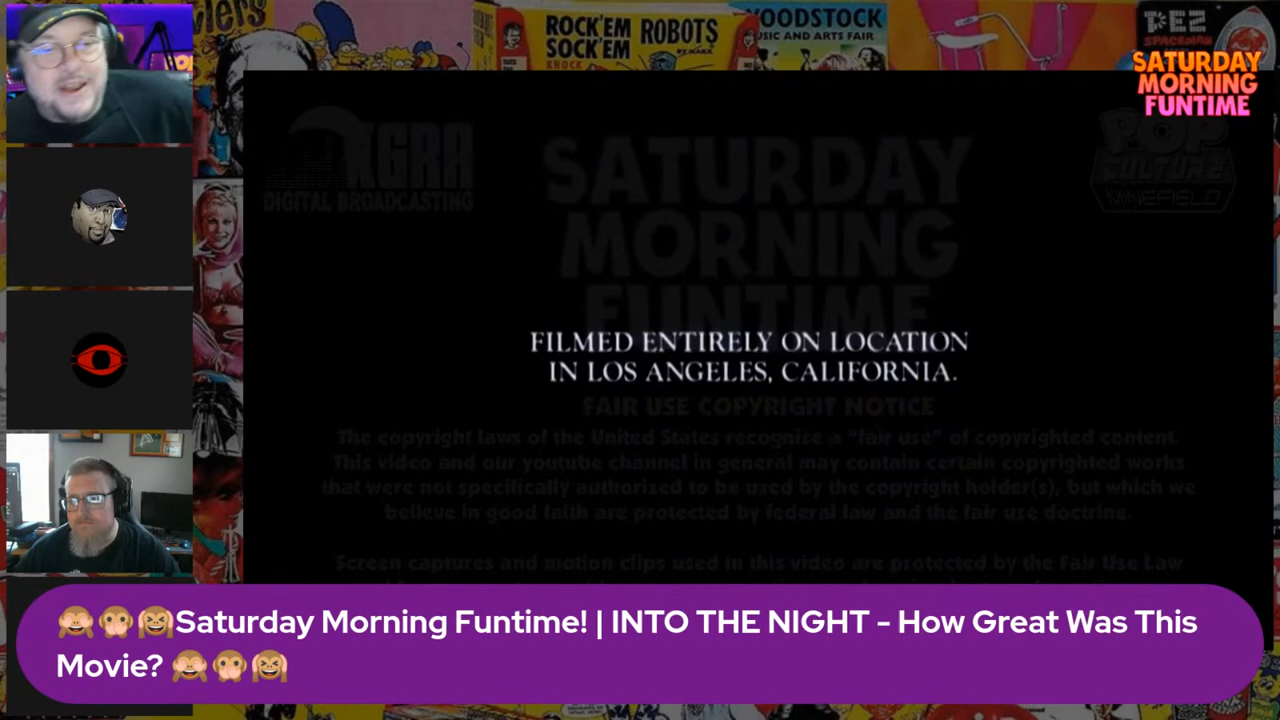 ROCK'EM
SOCK'EM
ROBOTS
KNOCK
WOODSTOCK
MUSIC AND ARTS FAIR
PEZ
SPACEMAN
SATURDAY
MORNING
FUNTIME
XGRA
DIGITAL BROADCASTING
SATURDAY
MORNING
FUNTIME
POP
CULTURE
MINEFIELD
FILMED ENTIRELY ON LOCATION
IN LOS ANGELES, CALIFORNIA.
FAIR USE COPYRIGHT NOTICE
The copyright laws of the United States recognize a "fair use" of copyrighted content.
This video and our youtube channel in general may contain certain copyrighted works
that were not specifically authorized to be used by the copyright holder(s), but which we
believe in good faith are protected by federal law and the fair use doctrine.
Screen captures and motion clips used in this video are protected by the Fair Use Law
🙈🙊😆Saturday Morning Funtime! | INTO THE NIGHT - How Great Was This
Movie? 🙈🙊😆